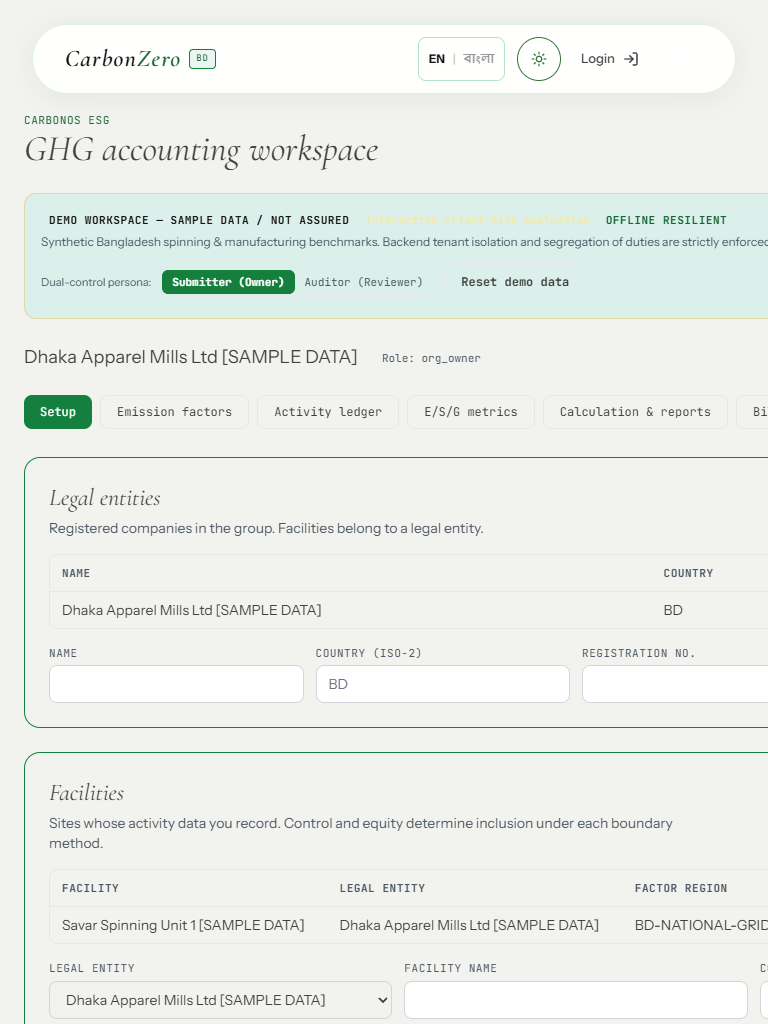 CarbonZero BD
EN | বাংলা
Login
CARBONOS ESG
GHG accounting workspace
DEMO WORKSPACE — SAMPLE DATA / NOT ASSURED Interactive client-side evaluation OFFLINE RESILIENT
Synthetic Bangladesh spinning & manufacturing benchmarks. Backend tenant isolation and segregation of duties are strictly enforced
Dual-control persona: Submitter (Owner) Auditor (Reviewer) Reset demo data
Dhaka Apparel Mills Ltd [SAMPLE DATA] Role: org_owner
Setup Emission factors Activity ledger E/S/G metrics Calculation & reports Bi
Legal entities
Registered companies in the group. Facilities belong to a legal entity.
NAME COUNTRY
Dhaka Apparel Mills Ltd [SAMPLE DATA] BD
NAME COUNTRY (ISO-2) REGISTRATION NO.
BD
Facilities
Sites whose activity data you record. Control and equity determine inclusion under each boundary
method.
FACILITY LEGAL ENTITY FACTOR REGION
Savar Spinning Unit 1 [SAMPLE DATA] Dhaka Apparel Mills Ltd [SAMPLE DATA] BD-NATIONAL-GRID
LEGAL ENTITY FACILITY NAME
Dhaka Apparel Mills Ltd [SAMPLE DATA]